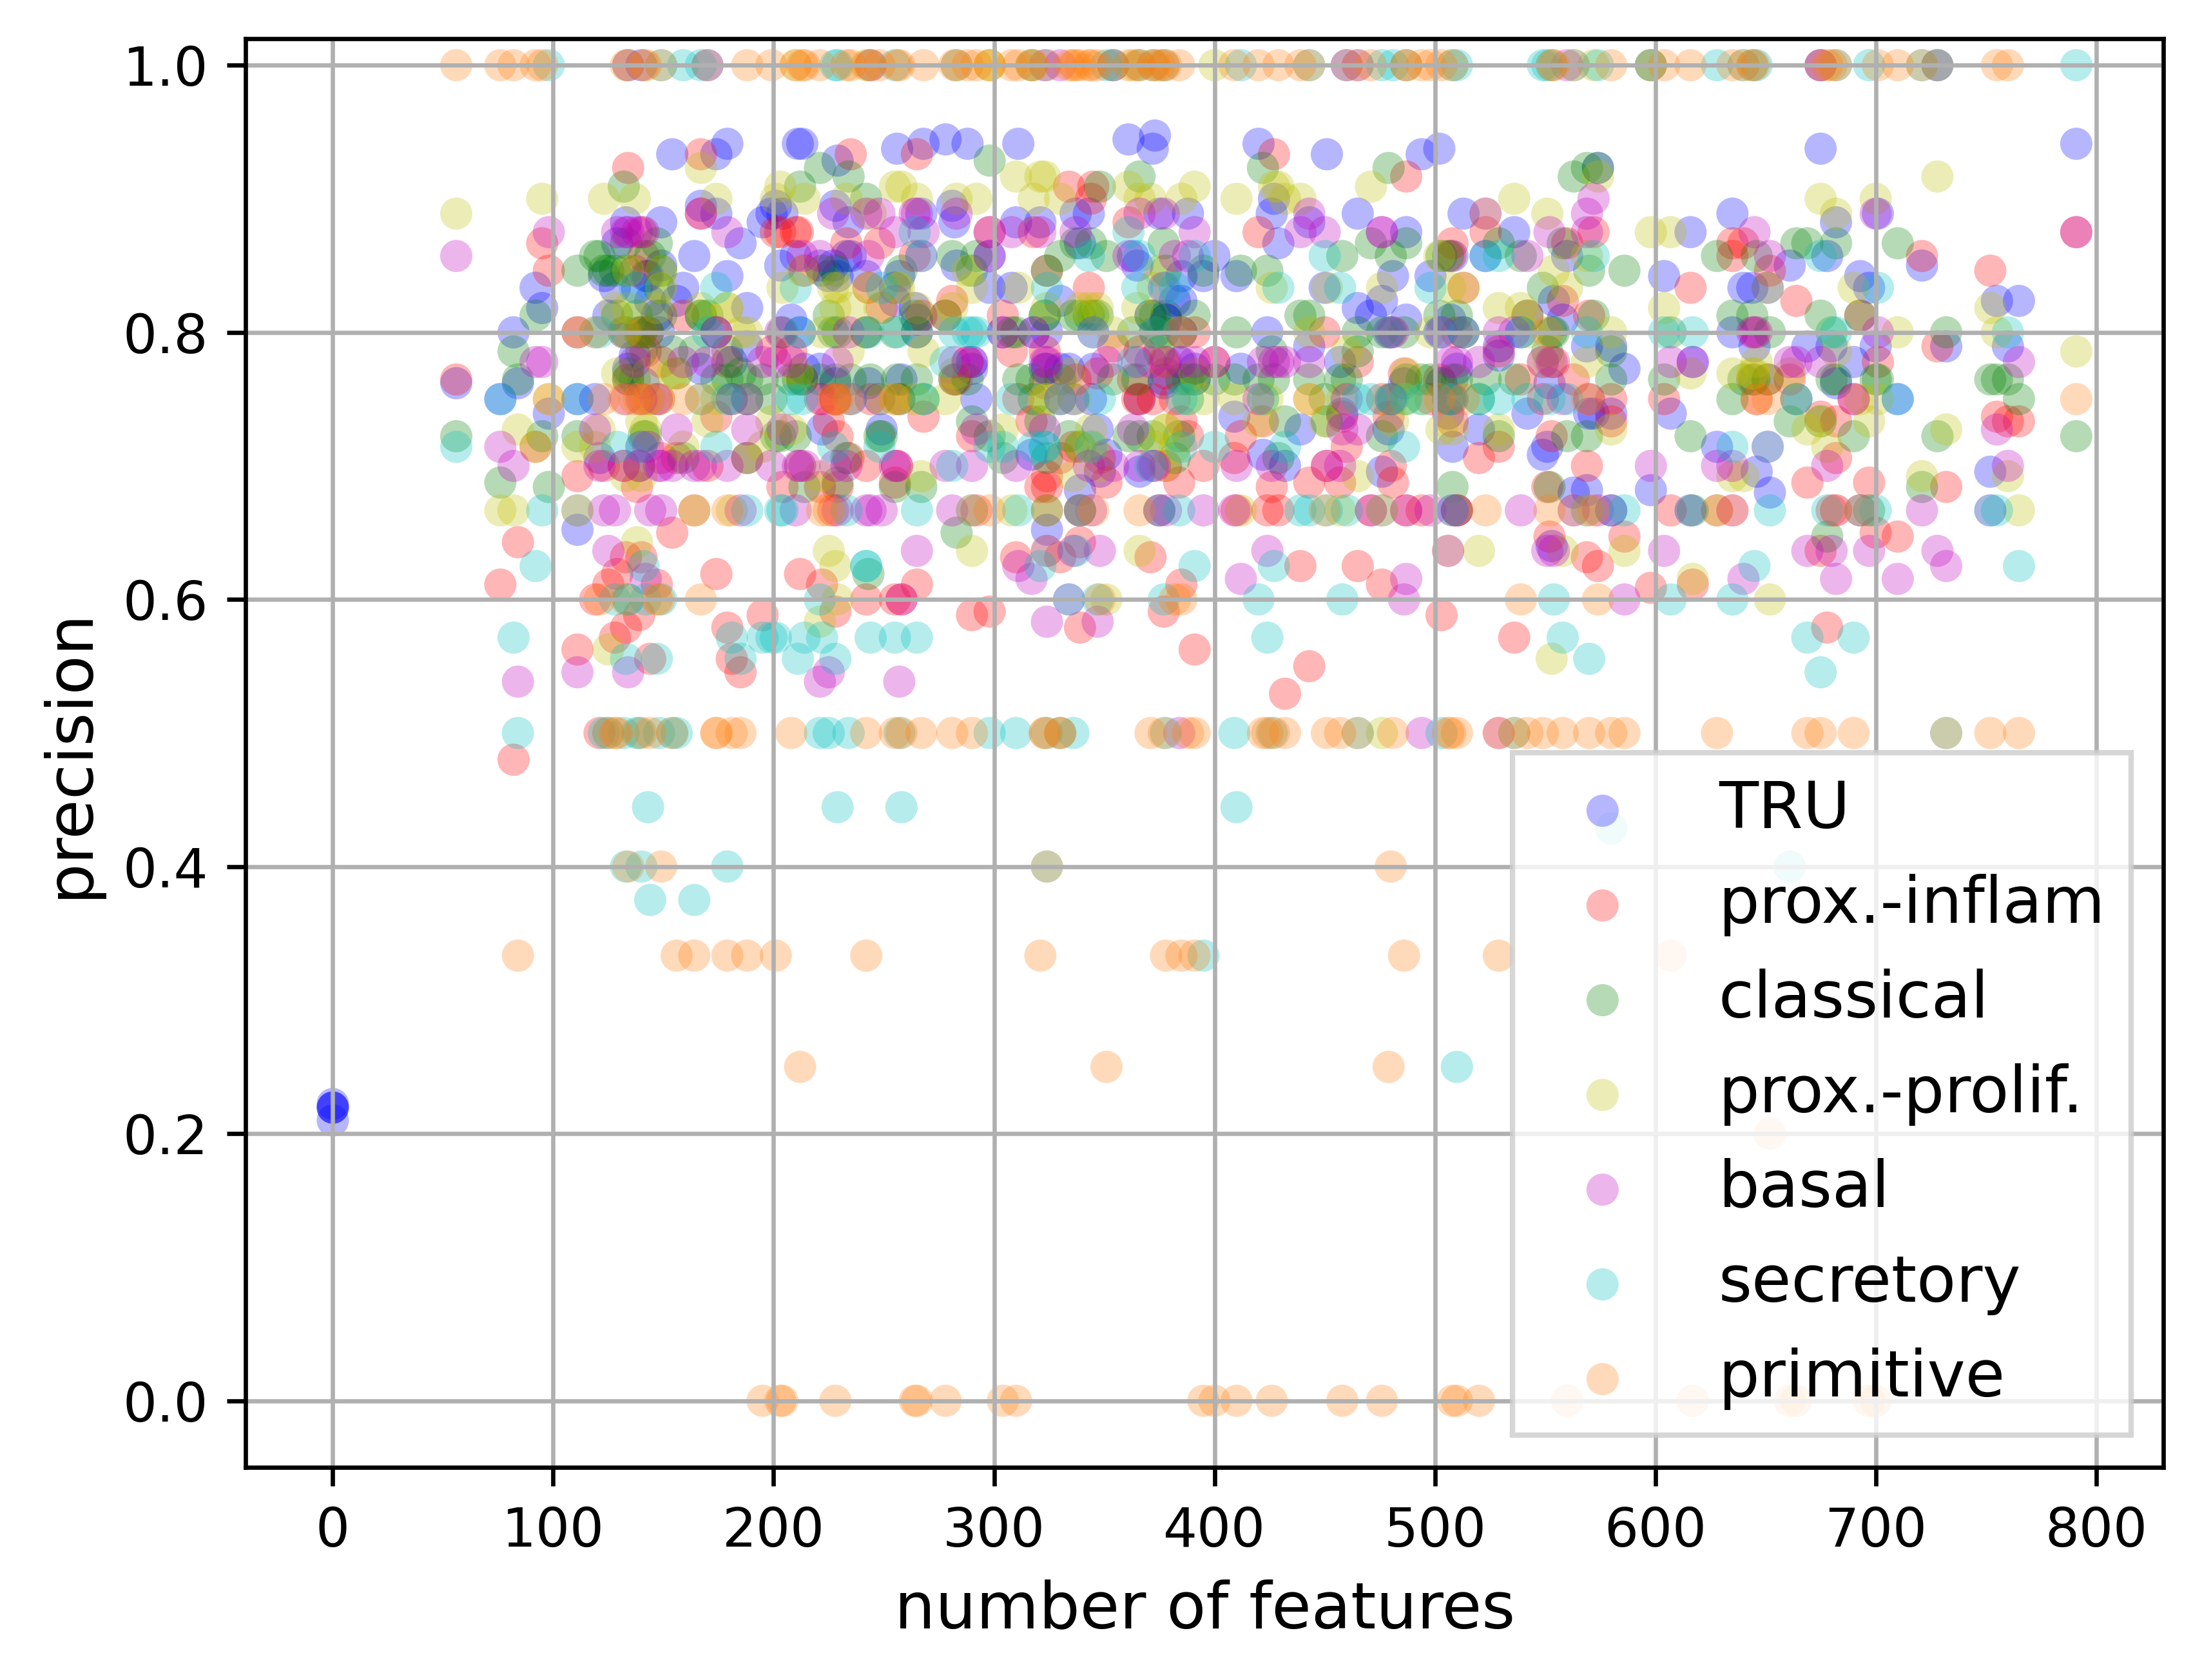 1.0
0.8
0.6
0.4
0.2
0.0
precision
TRU
prox.-inflam
classical
prox.-prolif.
basal
secretory
primitive
0 100 200 300 400 500 600 700 800
number of features